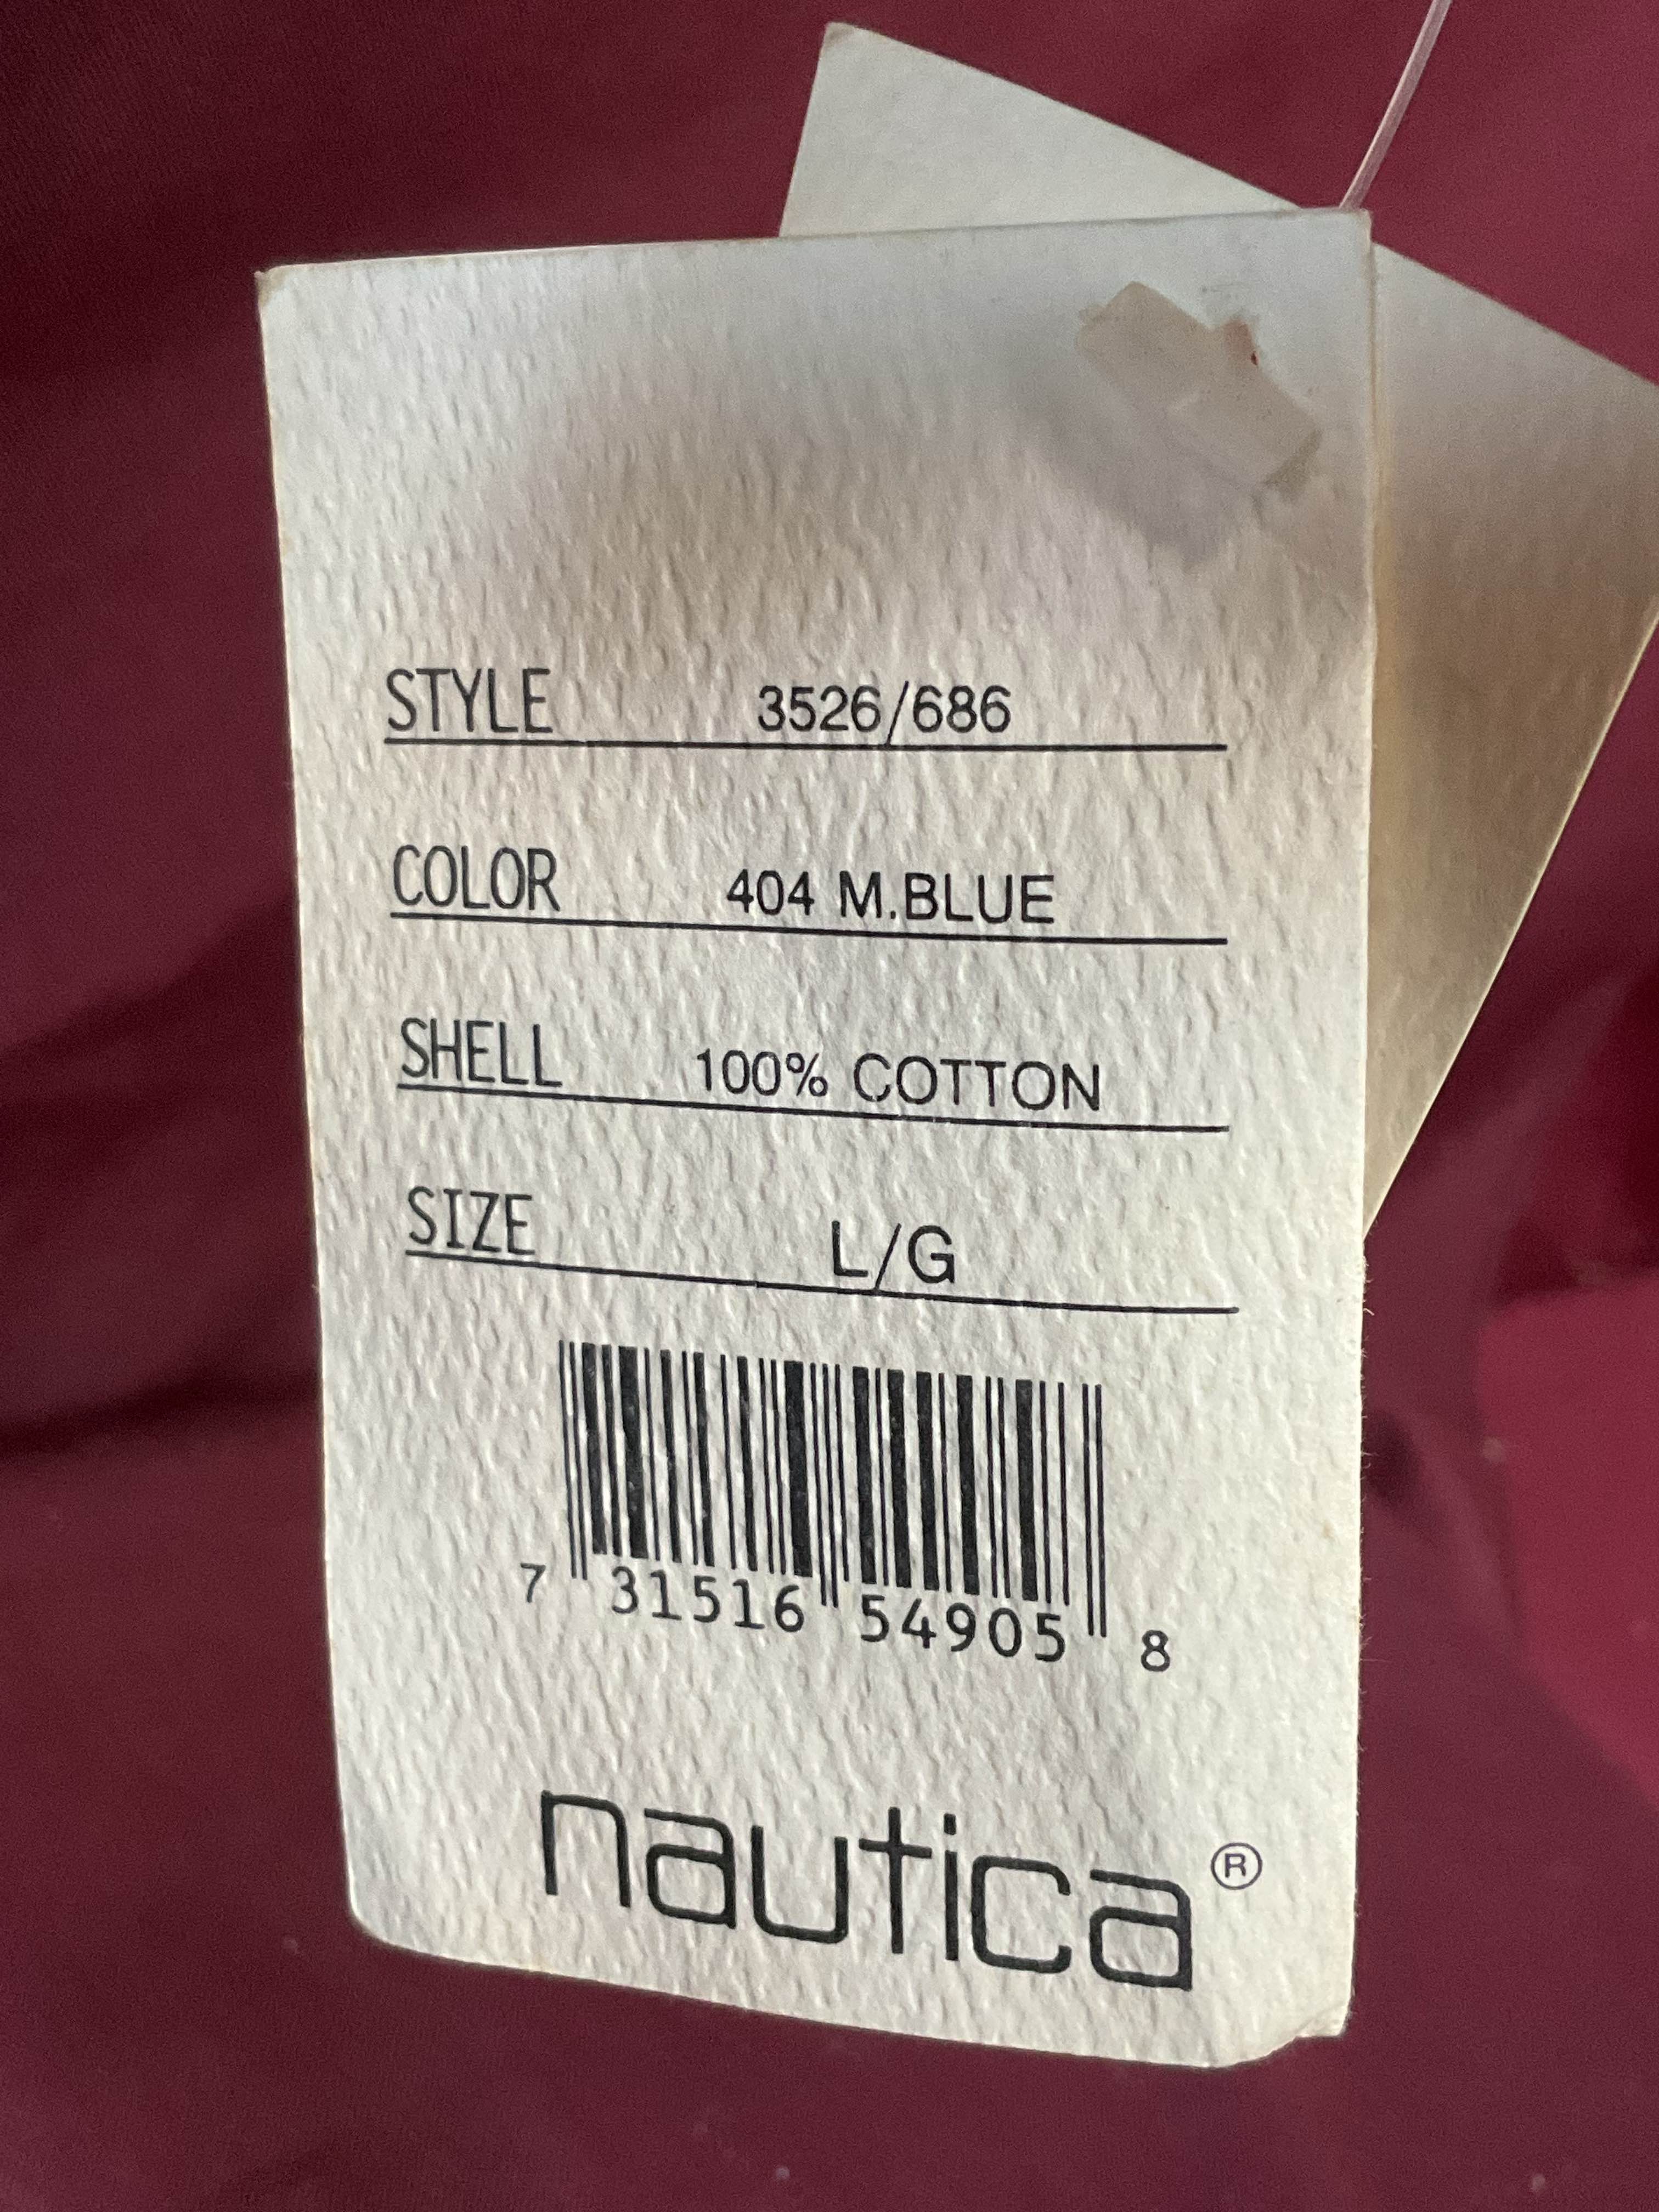 STYLE 3526/686
COLOR 404 M.BLUE
SHELL 100% COTTON
SIZE L/G
7 31516 54905 8
nautica®